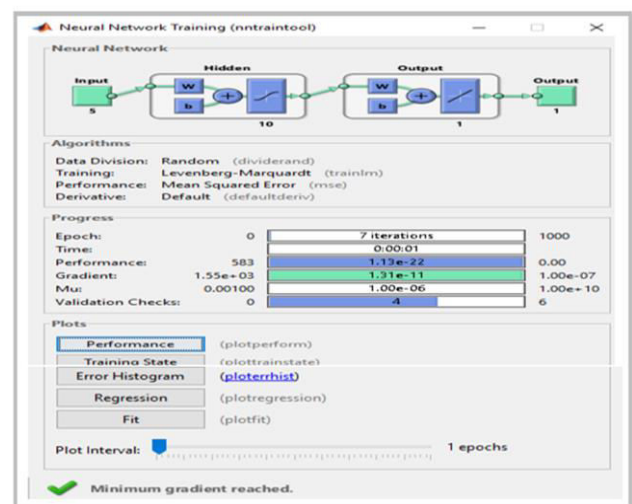 Neural Network Training (nntraintool)
Neural Network
Hidden Output
Input Output
W W
b b
5 10 1 1
Algorithms
Data Division: Random (dividerand)
Training: Levenberg-Marquardt (trainlm)
Performance: Mean Squared Error (mse)
Derivative: Default (defaultderiv)
Progress
Epoch: 0 7 iterations 1000
Time: 0:00:01
Performance: 583 1.13e-22 0.00
Gradient: 1.55e+03 1.31e-11 1.00e-07
Mu: 0.00100 1.00e-06 1.00e+10
Validation Checks: 0 4 6
Plots
Performance (plotperform)
Training State (plottrainstate)
Error Histogram (ploterrhist)
Regression (plotregression)
Fit (plotfit)
Plot Interval: 1 epochs
Minimum gradient reached.